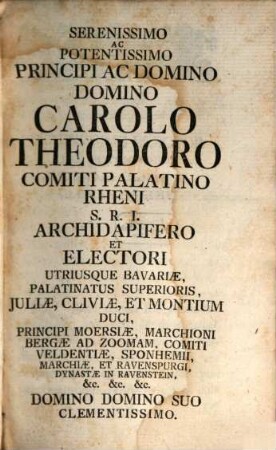 SERENISSIMO
AC
POTENTISSIMO
PRINCIPI AC DOMINO
DOMINO
CAROLO
THEODORO
COMITI PALATINO
RHENI
S. R. I.
ARCHIDAPIFERO
ET
ELECTORI
UTRIUSQUE BAVARIÆ,
PALATINATUS SUPERIORIS,
JULIÆ, CLIVIÆ, ET MONTIUM
DUCI,
PRINCIPI MOERSIÆ, MARCHIONI
BERGÆ AD ZOOMAM, COMITI
VELDENTIÆ, SPONHEMII,
MARCHIÆ, ET RAVENSPURGI,
DYNASTÆ IN RAVENSTEIN,
&c. &c. &c.
DOMINO DOMINO SUO
CLEMENTISSIMO.